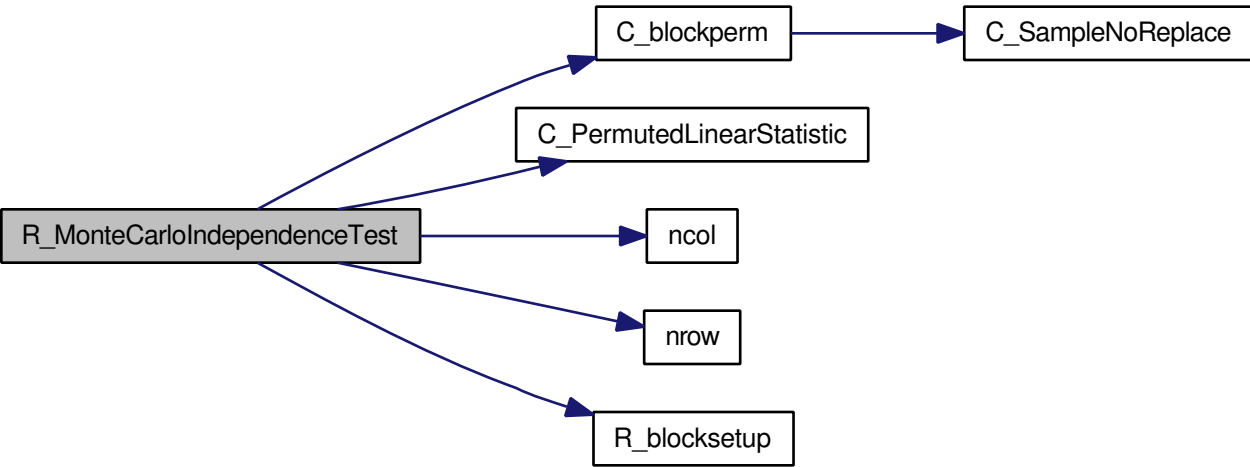 C_blockperm
C_SampleNoReplace
C_PermutedLinearStatistic
R_MonteCarloIndependenceTest
ncol
nrow
R_blocksetup